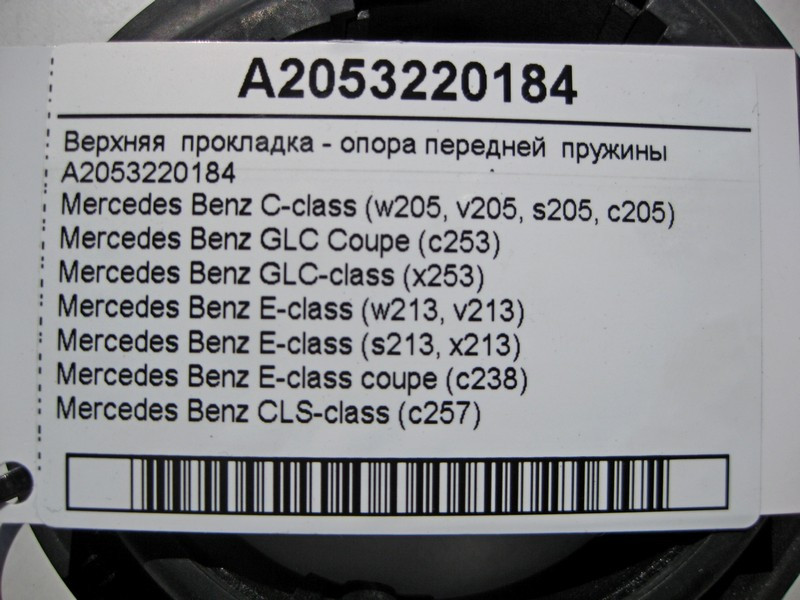 A2053220184
Верхняя прокладка - опора передней пружины
A2053220184
Mercedes Benz C-class (w205, v205, s205, c205)
Mercedes Benz GLC Coupe (c253)
Mercedes Benz GLC-class (x253)
Mercedes Benz E-class (w213, v213)
Mercedes Benz E-class (s213, x213)
Mercedes Benz E-class coupe (c238)
Mercedes Benz CLS-class (c257)